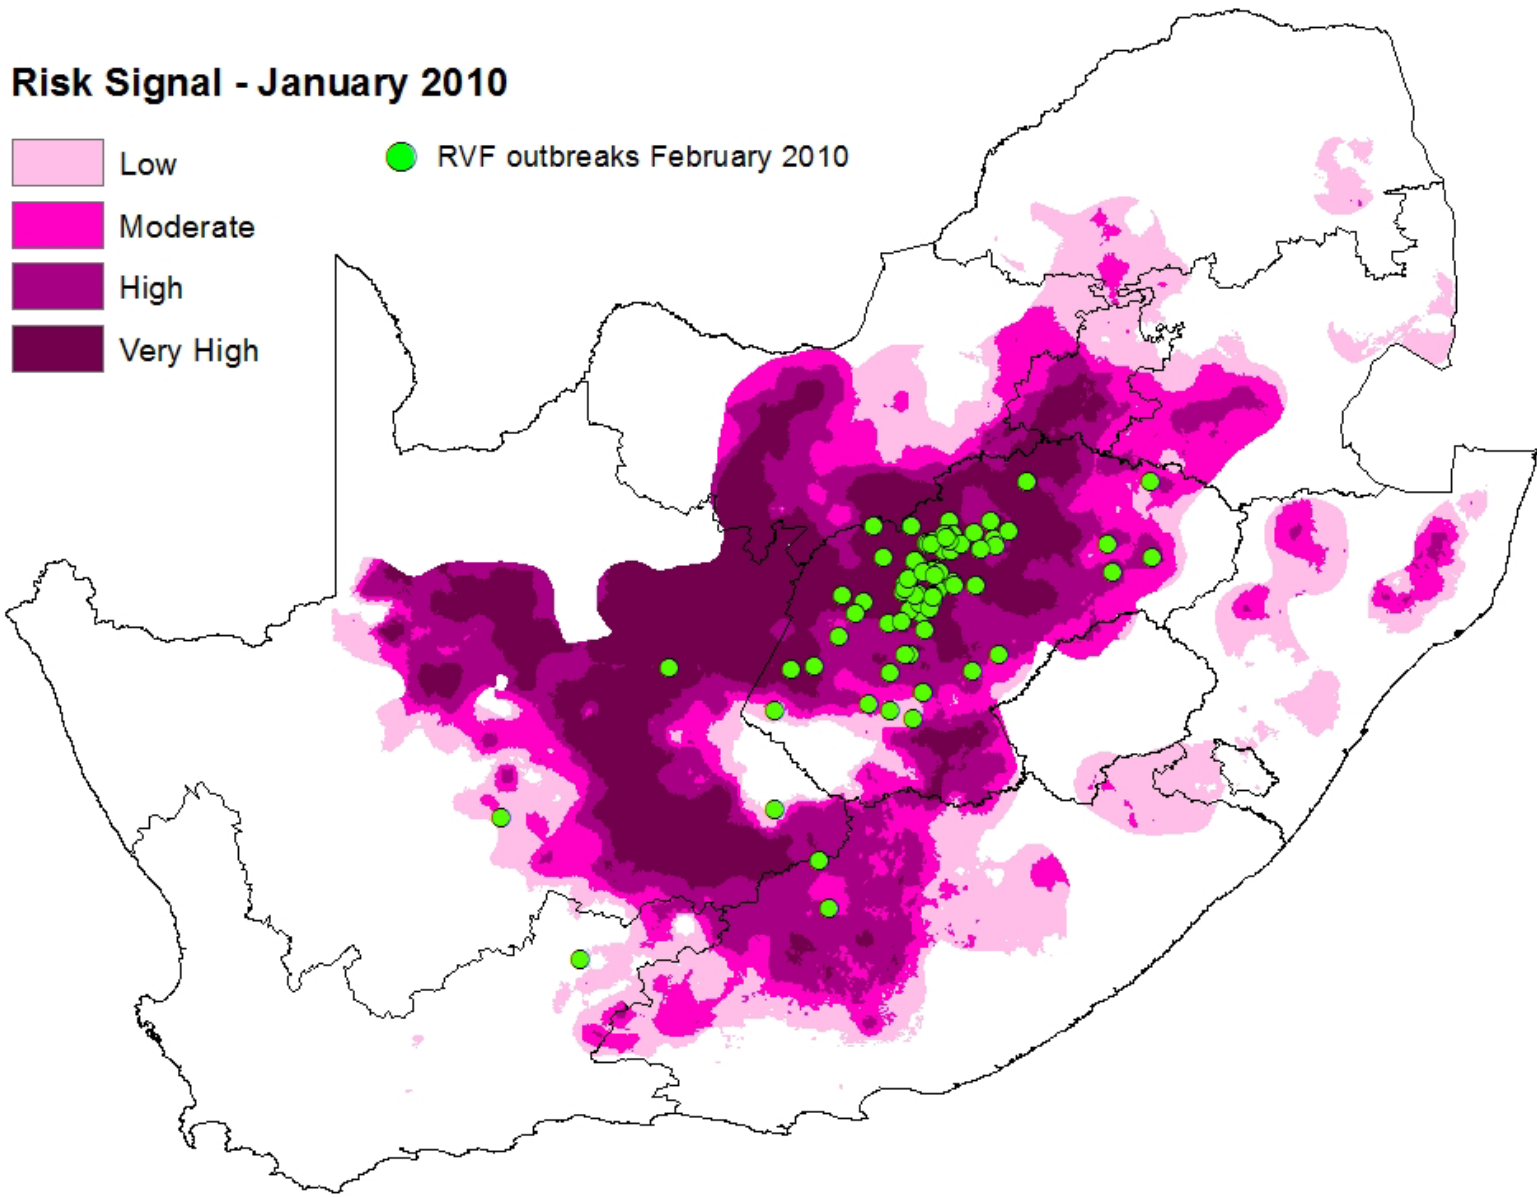 Risk Signal - January 2010
Low
RVF outbreaks February 2010
Moderate
High
Very High